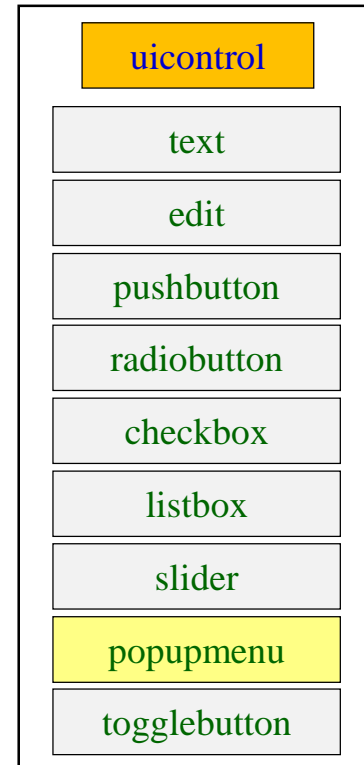 uicontrol
text
edit
pushbutton
radiobutton
checkbox
listbox
slider
popupmenu
togglebutton